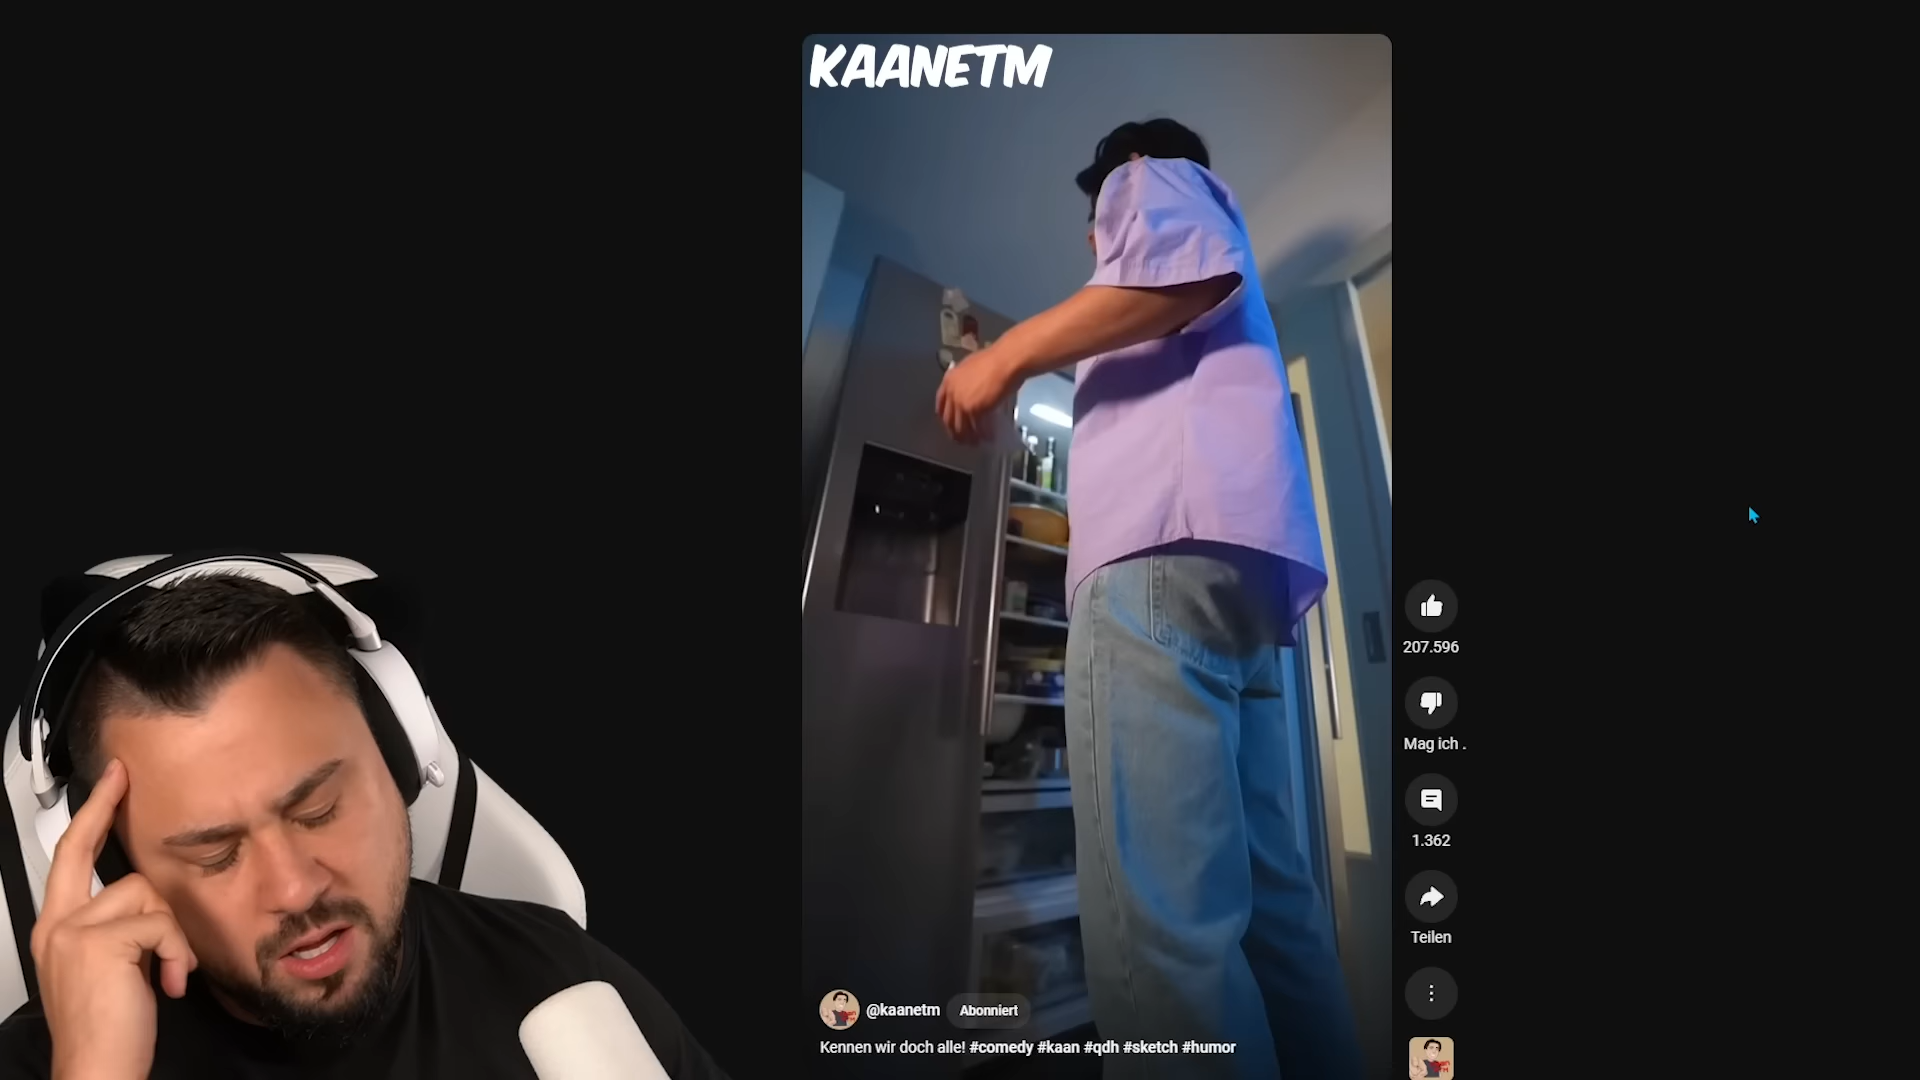 KAANETM
207.596
Mag ich .
1.362
Teilen
@kaanetm Abonniert
Kennen wir doch alle! #comedy #kaan #qdh #sketch #humor